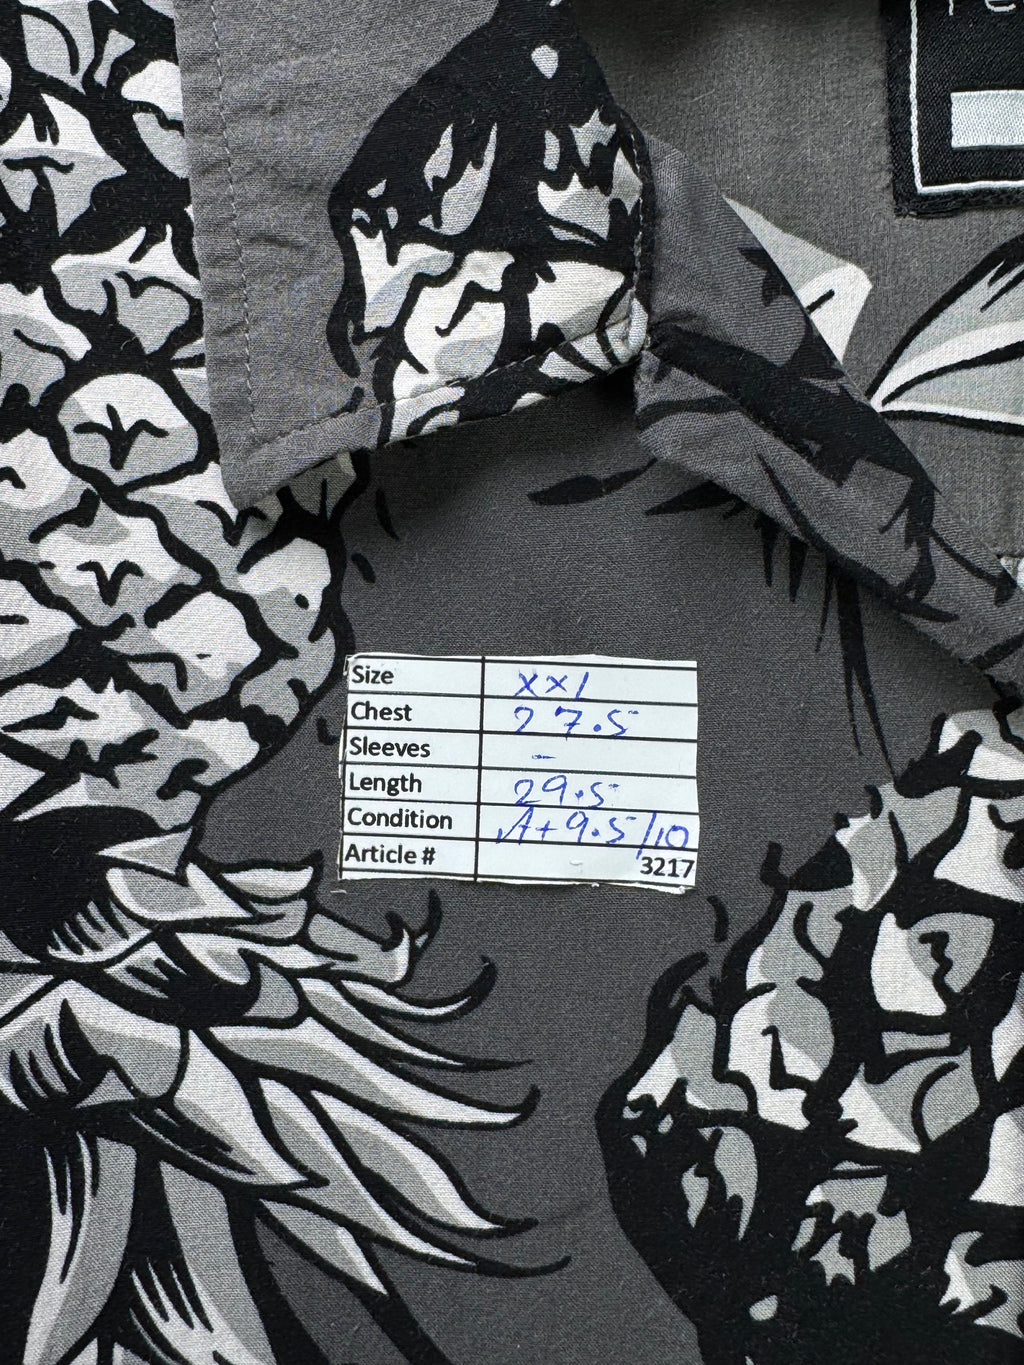 Size xxl
Chest 27.5
Sleeves -
Length 29.5
Condition A+ 9.5/10
Article # 3217